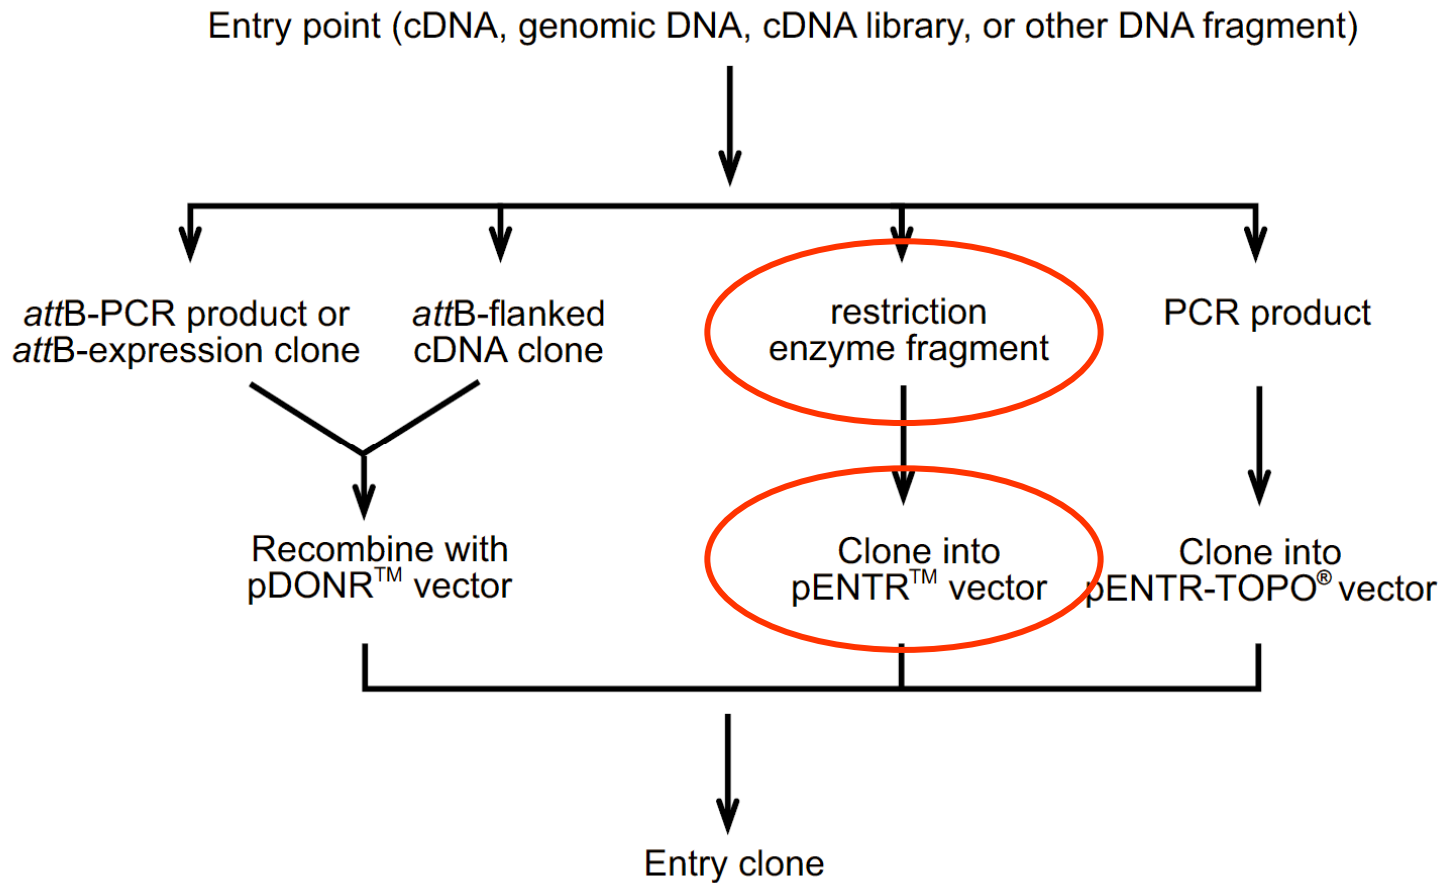 Entry point (cDNA, genomic DNA, cDNA library, or other DNA fragment)
attB-PCR product or
attB-expression clone
attB-flanked
cDNA clone
restriction
enzyme fragment
PCR product
Recombine with
pDONR™ vector
Clone into
pENTR™ vector
Clone into
pENTR-TOPO® vector
Entry clone